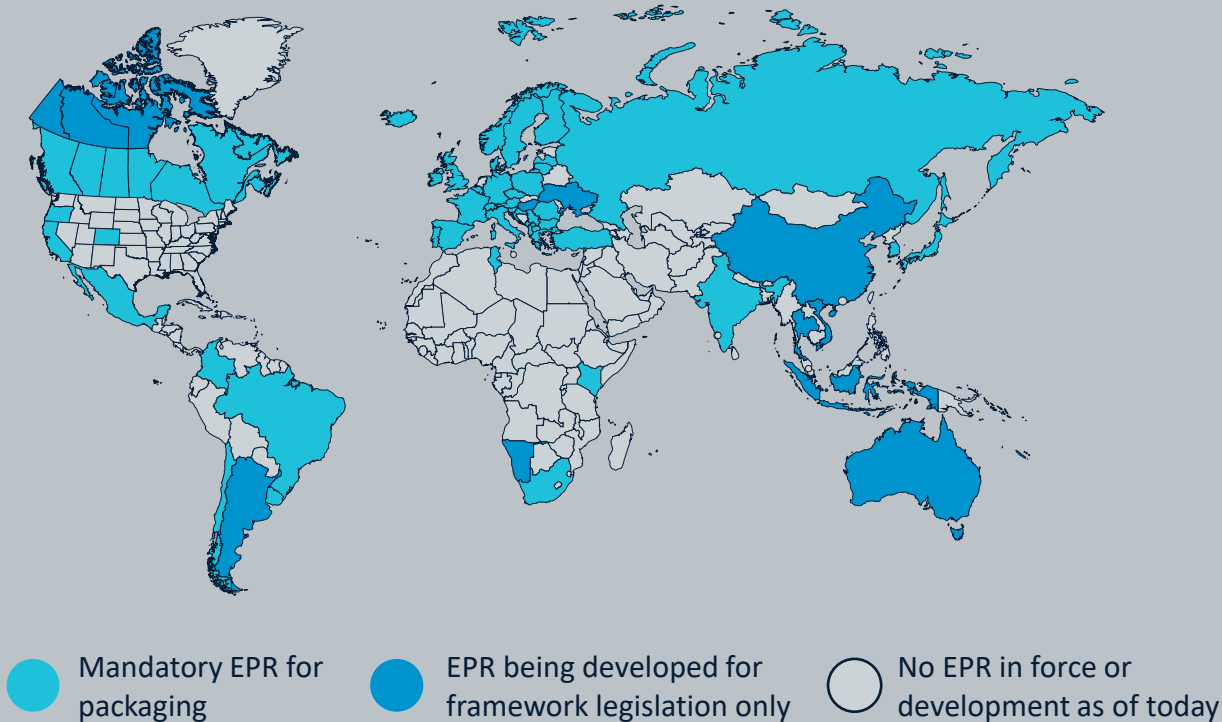 Mandatory EPR for
packaging
EPR being developed for
framework legislation only
No EPR in force or
development as of today